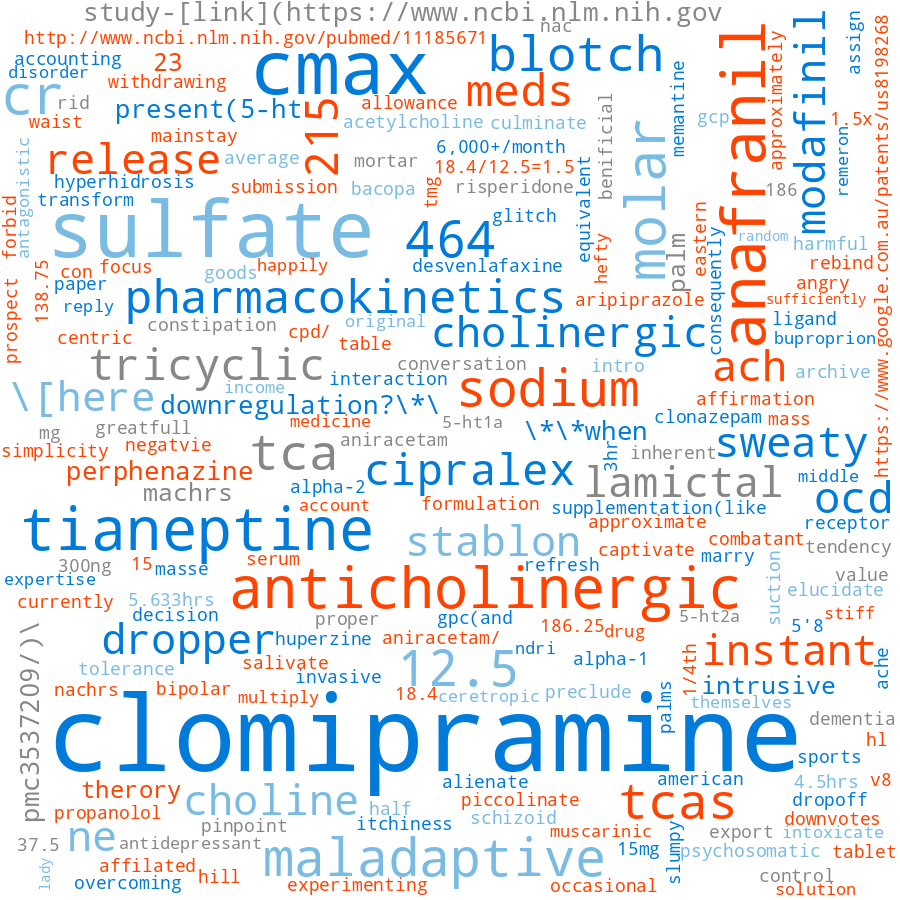 study-[link](https://www.ncbi.nlm.nih.gov
nac
http://www.ncbi.nlm.nih.gov/pubmed/11185671
accounting
23
cmax
blotch
anafranil
modafinil
assign
disorder
withdrawing
meds
memantine
approximately
https://www.google.com.au/patents/us8198268
cr
rid
present(5-ht
215
allowance
benificial
gcp
1.5x
waist
mainstay
acetylcholine
culminate
molar
remeron
antagonistic
release
average
mortar
6,000+/month
18.4/12.5=1.5
equivalent
hyperhidrosis
submission
bacopa
tmg
risperidone
186
transform
forbid
sulfate
464
glitch
hefty
palm
eastern
consequently
random
harmful
138.75
con
focus
goods
happily
desvenlafaxine
rebind
prospect
paper
angry
reply
pharmacokinetics
aripiprazole
sufficiently
centric
constipation
cpd/
original
cholinergic
ligand
table
buproprion
tricyclic
conversation
intro
ach
archive
\[here
income
interaction
sodium
downregulation?\*\
affirmation
mg
greatfull
medicine
5-ht1a
\*\*when
clonazepam
mass
simplicity
negatvie
tca
aniracetam
3hr
inherent
sweaty
perphenazine
cipralex
lamictal
middle
machrs
alpha-2
ocd
account
formulation
supplementation(like
tianeptine
stablon
approximate
receptor
combatant
tendency
300ng
15
masse
serum
refresh
captivate
marry
suction
expertise
value
currently
5.633hrs
anticholinergic
elucidate
decision
proper
gpc(and
186.25
drug
5-ht2a
5'8
stiff
pmc3537209/)\
dropper
huperzine
aniracetam/
ndri
instant
tolerance
salivate
12.5
alpha-1
1/4th
ache
nachrs
bipolar
invasive
intrusive
multiply
18.4
ceretropic
preclude
palms
themselves
clomipramine
dementia
hl
sports
therory
alienate
american
4.5hrs
v8
propanolol
choline
half
piccolinate
tcas
dropoff
pinpoint
itchiness
schizoid
downvotes
ne
muscarinic
slumpy
export
intoxicate
37.5
antidepressant
maladaptive
15mg
psychosomatic
tablet
lady
affilated
hill
control
overcoming
experimenting
occasional
solution